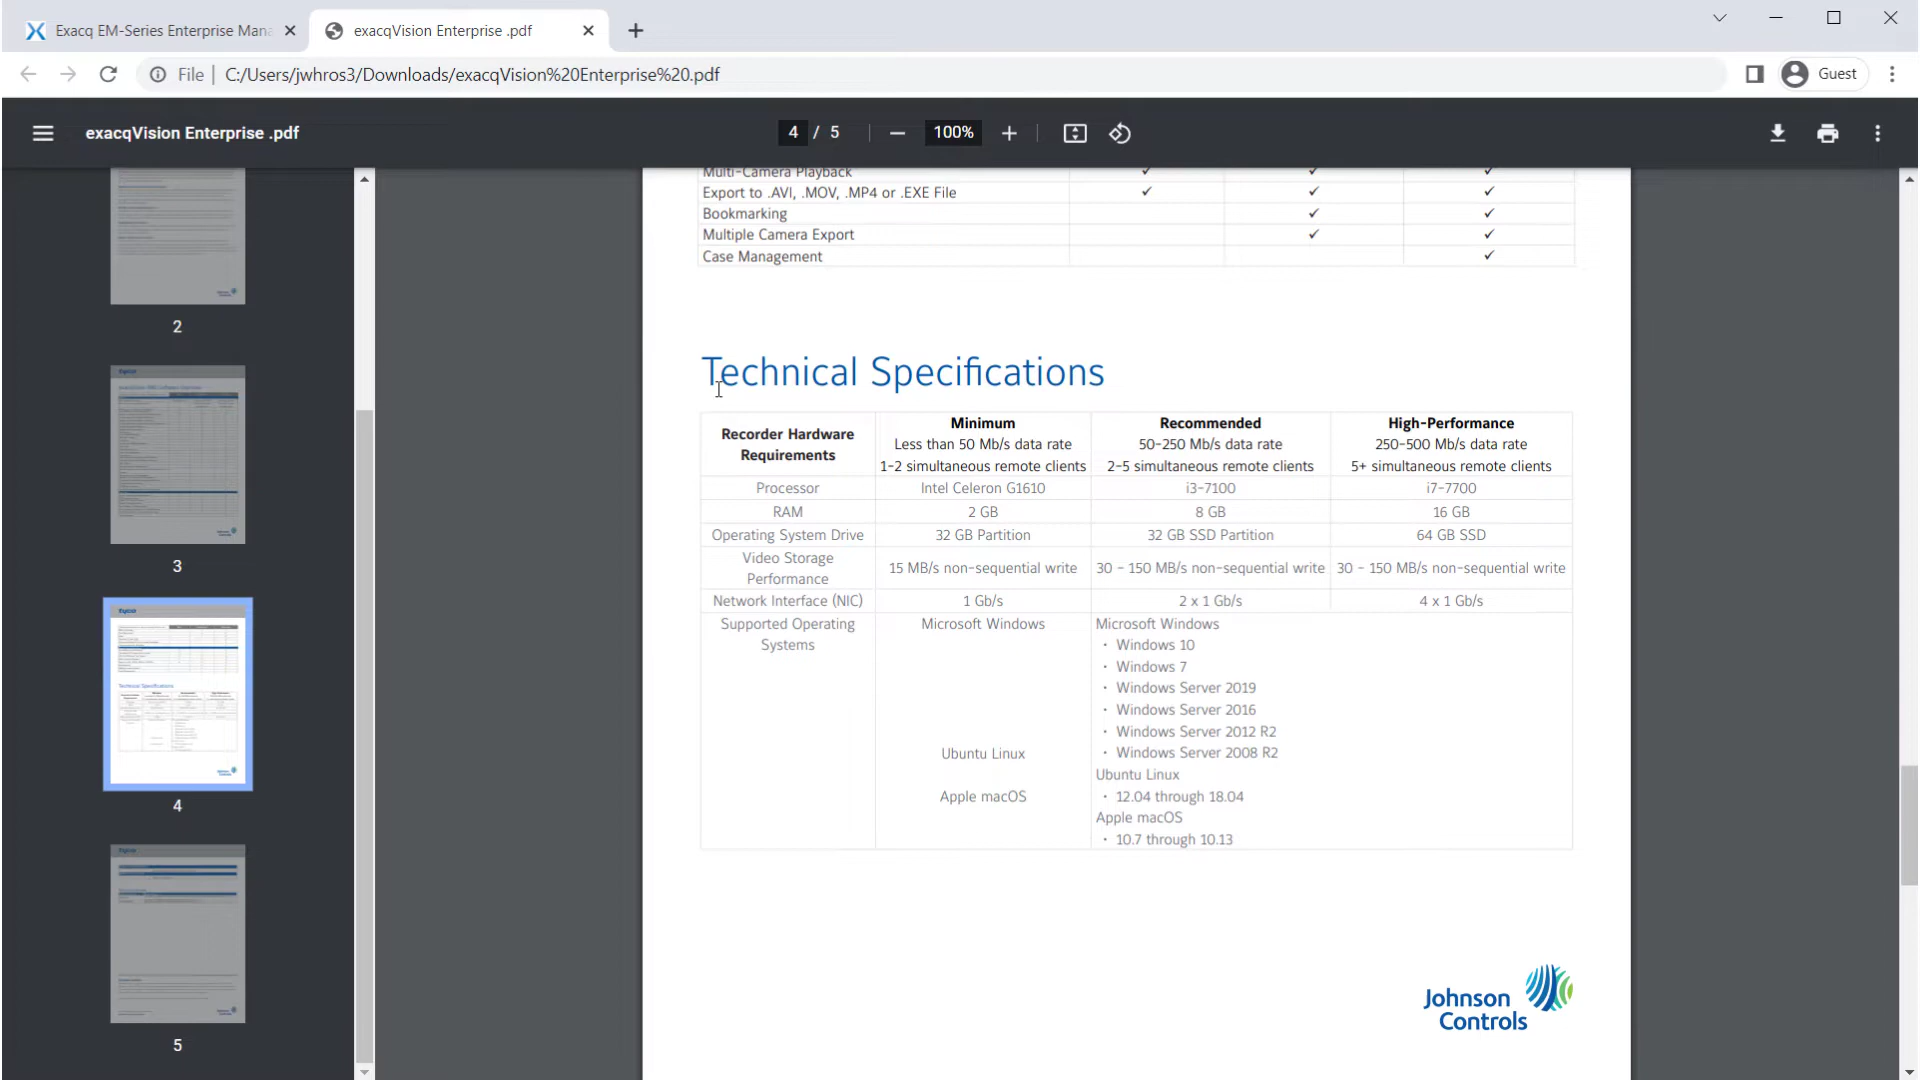 Exacq EM-Series Enterprise Mana
exacqVision Enterprise .pdf
File | C:/Users/jwhros3/Downloads/exacqVision%20Enterprise%20.pdf
Guest
exacqVision Enterprise .pdf
4 / 5
100%
2
3
4
5
Multi-Camera Playback ✓ ✓ ✓
Export to .AVI, .MOV, .MP4 or .EXE File ✓ ✓ ✓
Bookmarking ✓ ✓
Multiple Camera Export ✓ ✓
Case Management ✓
Technical Specifications
Recorder Hardware Requirements
Minimum
Less than 50 Mb/s data rate
1-2 simultaneous remote clients
Recommended
50-250 Mb/s data rate
2-5 simultaneous remote clients
High-Performance
250-500 Mb/s data rate
5+ simultaneous remote clients
Processor Intel Celeron G1610 i3-7100 i7-7700
RAM 2 GB 8 GB 16 GB
Operating System Drive 32 GB Partition 32 GB SSD Partition 64 GB SSD
Video Storage Performance 15 MB/s non-sequential write 30 - 150 MB/s non-sequential write 30 - 150 MB/s non-sequential write
Network Interface (NIC) 1 Gb/s 2 x 1 Gb/s 4 x 1 Gb/s
Supported Operating Systems
Microsoft Windows
Ubuntu Linux
Apple macOS
Microsoft Windows
· Windows 10
· Windows 7
· Windows Server 2019
· Windows Server 2016
· Windows Server 2012 R2
· Windows Server 2008 R2
Ubuntu Linux
· 12.04 through 18.04
Apple macOS
· 10.7 through 10.13
Johnson
Controls